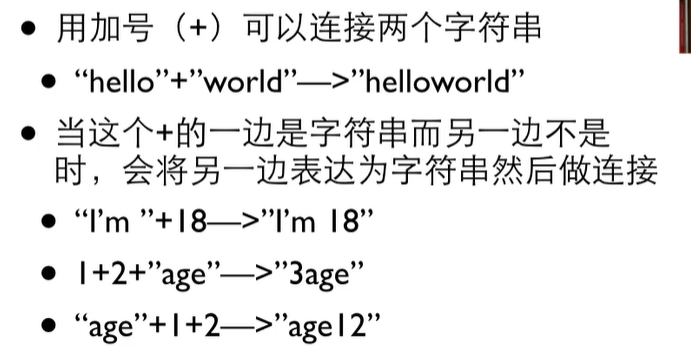 ● 用加号（+）可以连接两个字符串
● “hello”+”world”—>”helloworld”
● 当这个+的一边是字符串而另一边不是
时，会将另一边表达为字符串然后做连接
● “I’m ”+18—>”I’m 18”
● 1+2+”age”—>”3age”
● “age”+1+2—>”age12”